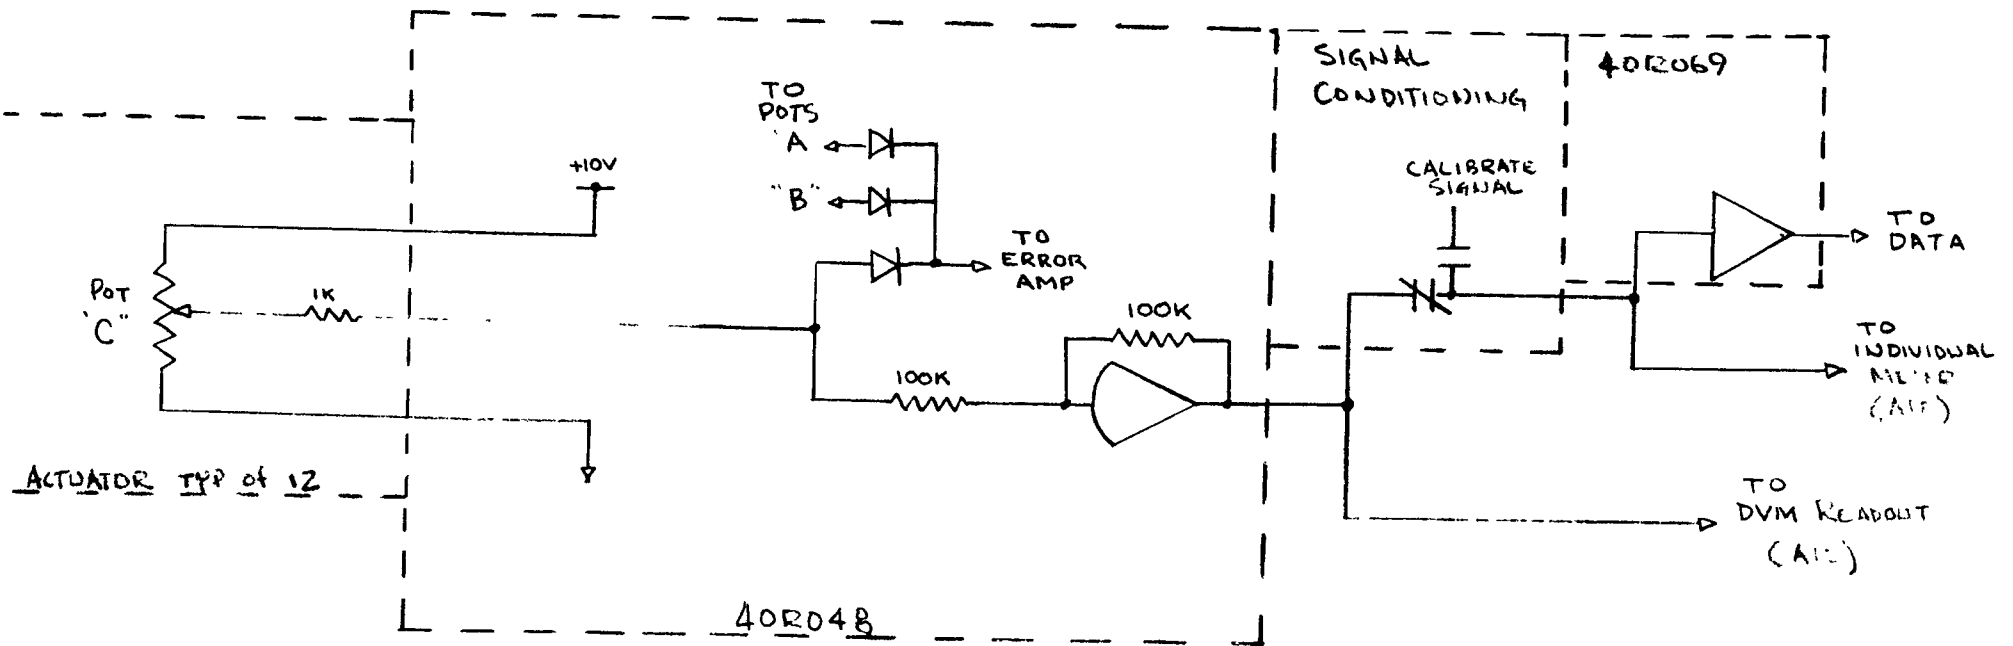 SIGNAL
CONDITIONING
40R069
TO
POTS
'A
"B"
+10V
CALIBRATE
SIGNAL
TO
ERROR
AMP
TO
DATA
POT
'C"
1K
100K
100K
TO
INDIVIDUAL
ACTUATOR TYP of 12
TO
DVM READOUT
40R048